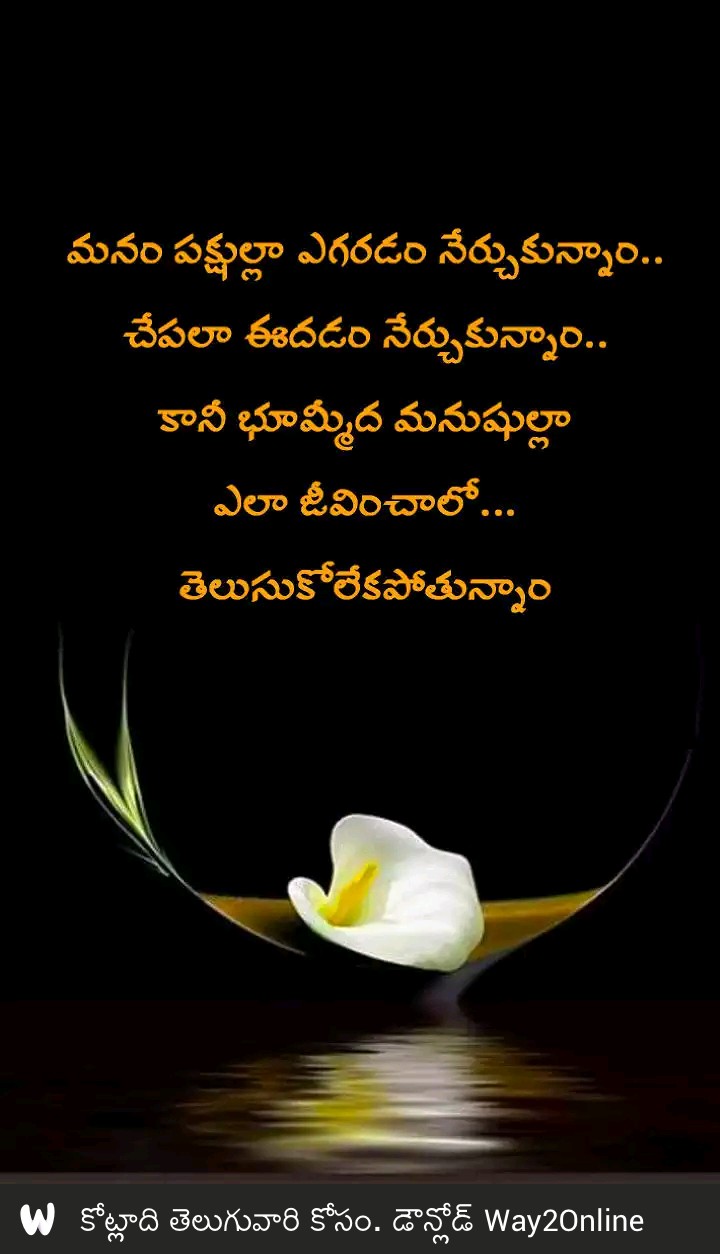 మనం పక్షుల్లా ఎగరడం నేర్చుకున్నాం..
చేపలా ఈదడం నేర్చుకున్నాం..
కానీ భూమ్మీద మనుషుల్లా
ఎలా జీవించాలో...
తెలుసుకోలేకపోతున్నాం
W కోట్లాది తెలుగువారి కోసం. డౌన్లోడ్ Way2Online